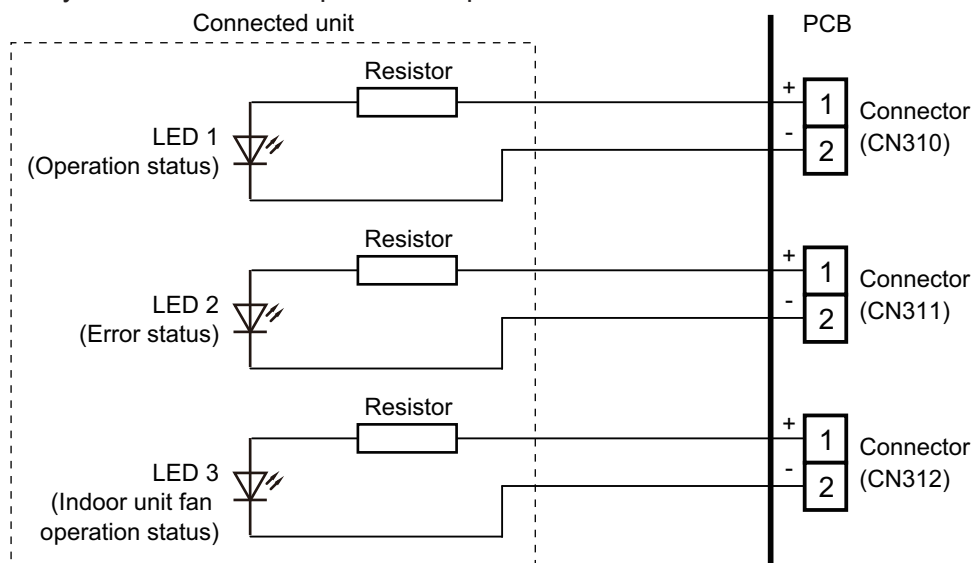 Connected unit
PCB
Resistor
LED 1
(Operation status)
+
1
-
2
Connector
(CN310)
Resistor
LED 2
(Error status)
+
1
-
2
Connector
(CN311)
Resistor
LED 3
(Indoor unit fan
operation status)
+
1
-
2
Connector
(CN312)